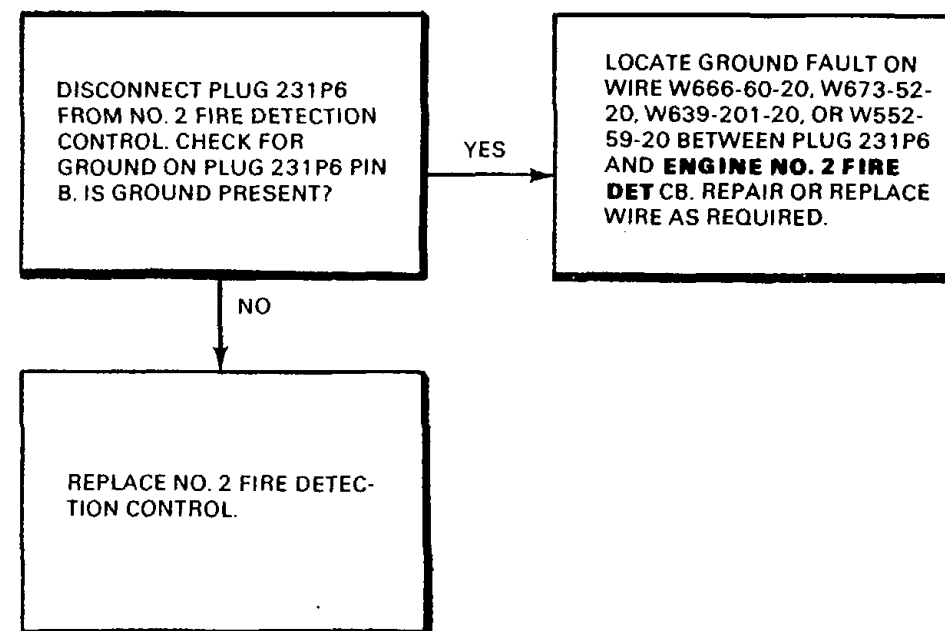 DISCONNECT PLUG 231P6
FROM NO. 2 FIRE DETECTION
CONTROL. CHECK FOR
GROUND ON PLUG 231P6 PIN
B. IS GROUND PRESENT?
YES
LOCATE GROUND FAULT ON
WIRE W666-60-20, W673-52-
20, W639-201-20, OR W552-
59-20 BETWEEN PLUG 231P6
AND ENGINE NO. 2 FIRE
DET CB. REPAIR OR REPLACE
WIRE AS REQUIRED.
NO
REPLACE NO. 2 FIRE DETEC-
TION CONTROL.